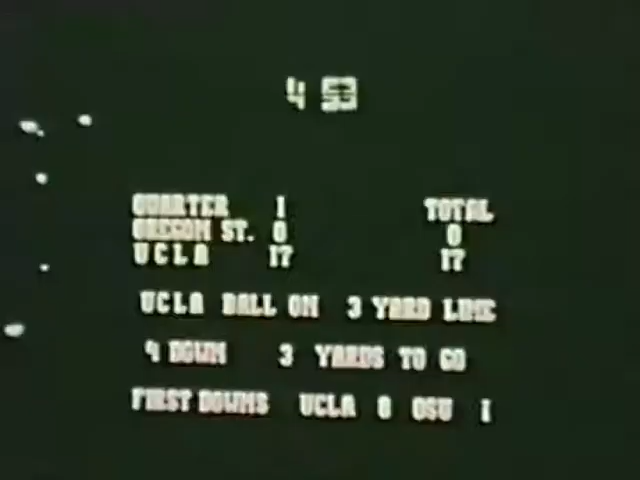 4 53
QUARTER 1 TOTAL
OREGON ST. 0 0
UCLA 17 17
UCLA BALL ON 3 YARD LINE
4 DOWN 3 YARDS TO GO
FIRST DOWNS UCLA 8 OSU 1